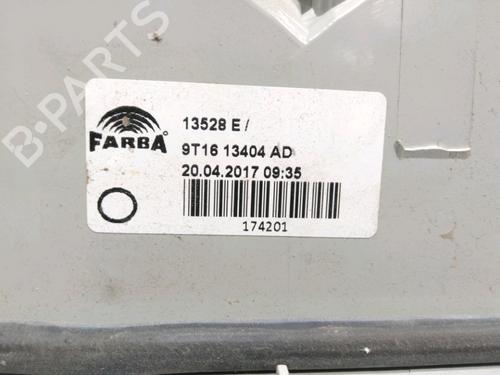 B-PARTS
FARBA
13528 E/
9T16 13404 AD
20.04.2017 09:35
174201